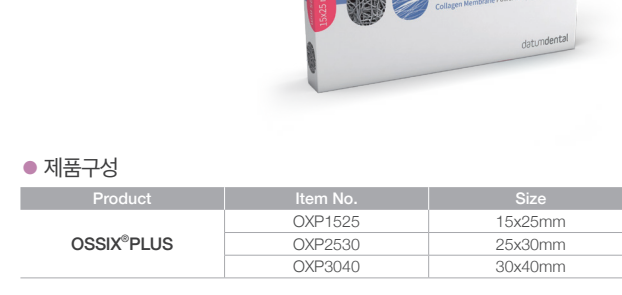 15x25
Collagen Membrane
datumdental
제품구성
Product Item No. Size
OSSIX®PLUS
OXP1525 15x25mm
OXP2530 25x30mm
OXP3040 30x40mm